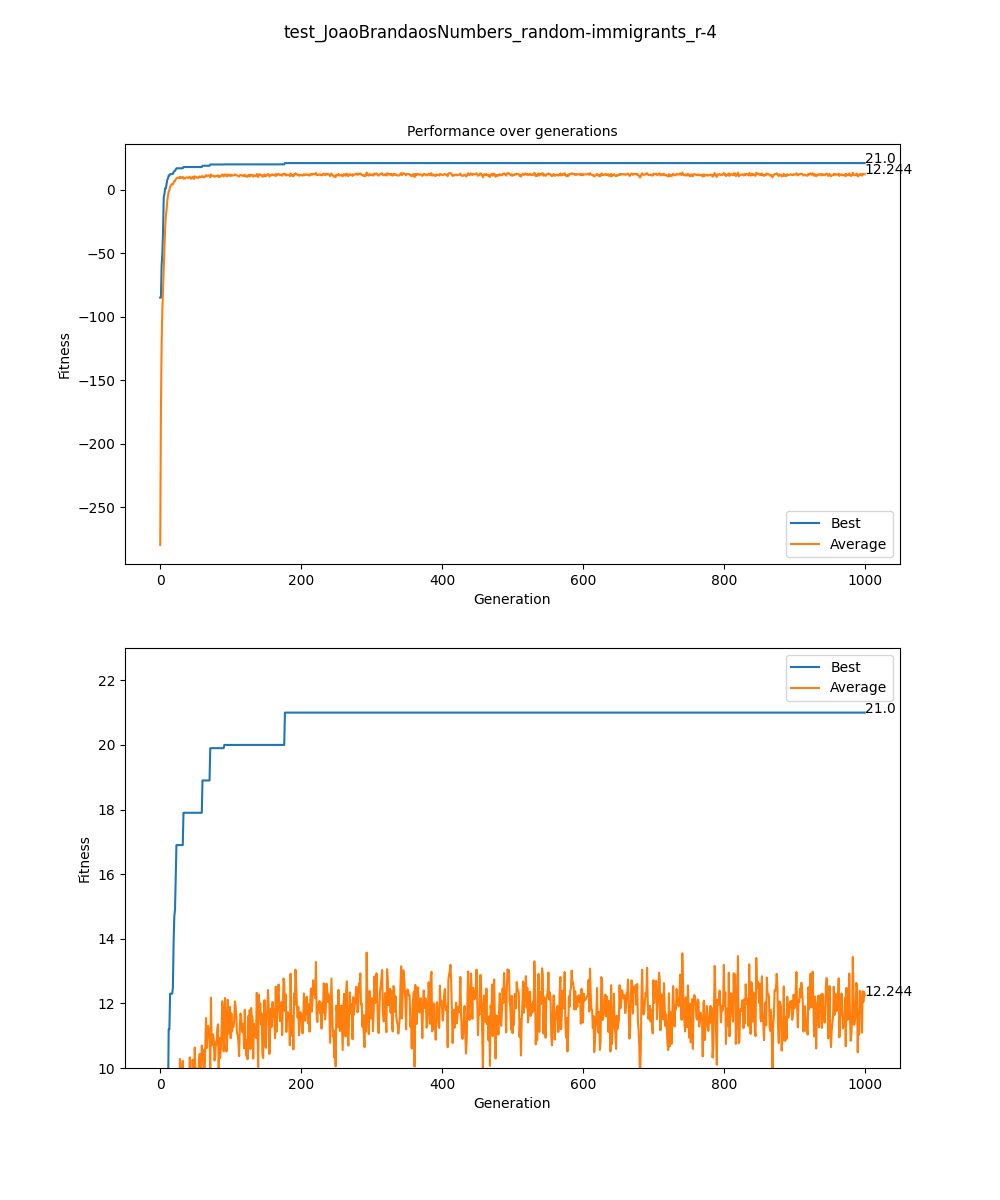 test_JoaoBrandaosNumbers_random-immigrants_r-4
Performance over generations
21.0
12.244
0
−50
−100
−150
−200
−250
Fitness
Best
Average
0 200 400 600 800 1000
Generation
Best
Average
21.0
12.244
22
20
18
16
14
12
10
Fitness
0 200 400 600 800 1000
Generation